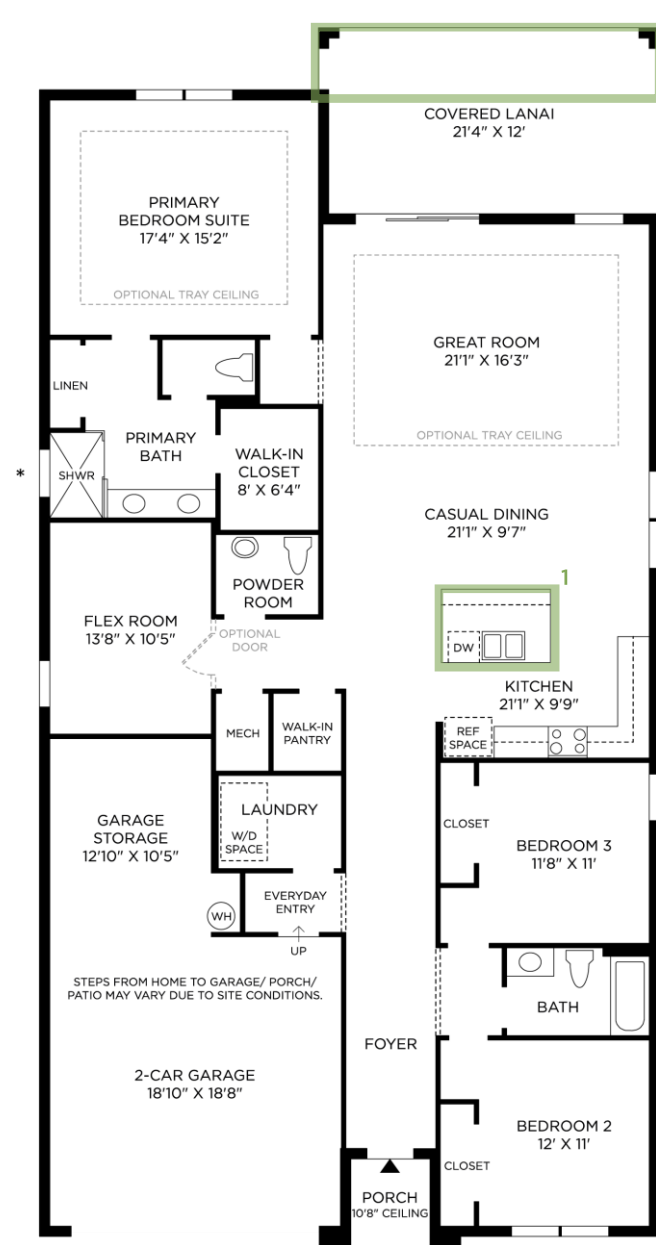 COVERED LANAI
21'4" X 12'
PRIMARY
BEDROOM SUITE
17'4" X 15'2"
OPTIONAL TRAY CEILING
GREAT ROOM
21'1" X 16'3"
OPTIONAL TRAY CEILING
LINEN
PRIMARY
BATH
WALK-IN
CLOSET
8' X 6'4"
*
SHWR
CASUAL DINING
21'1" X 9'7"
1
POWDER
ROOM
FLEX ROOM
13'8" X 10'5"
OPTIONAL
DOOR
DW
KITCHEN
21'1" X 9'9"
REF
SPACE
MECH
WALK-IN
PANTRY
LAUNDRY
W/D
SPACE
GARAGE
STORAGE
12'10" X 10'5"
CLOSET
BEDROOM 3
11'8" X 11'
EVERYDAY
ENTRY
WH
UP
STEPS FROM HOME TO GARAGE/ PORCH/
PATIO MAY VARY DUE TO SITE CONDITIONS.
BATH
FOYER
2-CAR GARAGE
18'10" X 18'8"
BEDROOM 2
12' X 11'
CLOSET
PORCH
10'8" CEILING